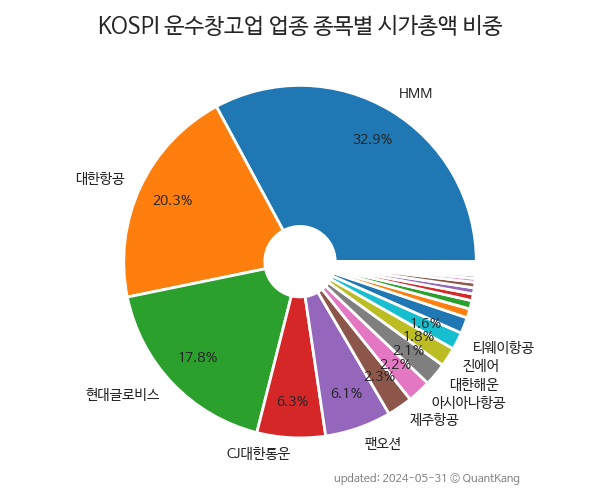 KOSPI 운수창고업 업종 종목별 시가총액 비중
HMM
32.9%
대한항공
20.3%
현대글로비스
17.8%
CJ대한통운
6.3%
팬오션
6.1%
제주항공
2.3%
아시아나항공
2.2%
대한해운
2.1%
진에어
1.8%
티웨이항공
1.6%
updated: 2024-05-31 ⓒ QuantKang